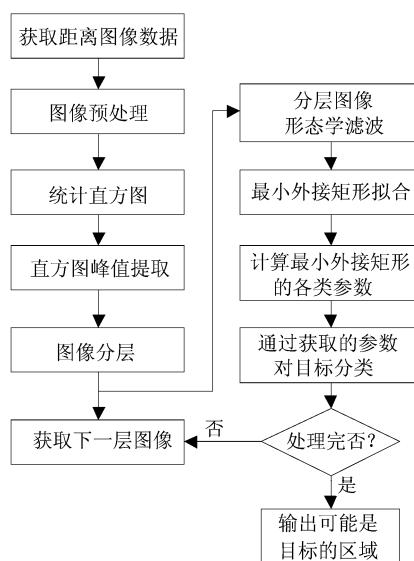 获取距离图像数据
图像预处理
统计直方图
直方图峰值提取
图像分层
获取下一层图像
分层图像
形态学滤波
最小外接矩形拟合
计算最小外接矩形
的各类参数
通过获取的参数
对目标分类
处理完否?
否
是
输出可能是
目标的区域